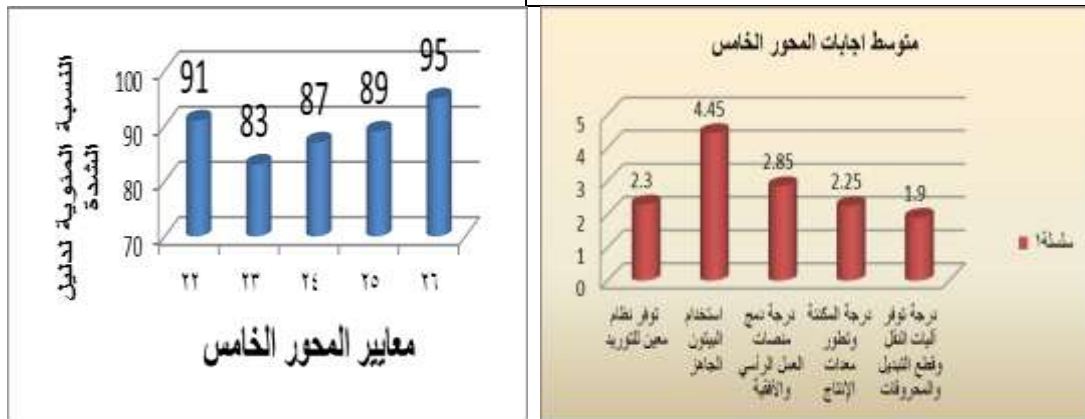 متوسط اجابات المحور الخامس
5
4
3
2
1
0
2.3
4.45
2.85
2.25
1.9
توفر نظام
معين للتوريد
استخدام
البيتون
الجاهز
درجة دمج
منصات
العمل الرأسي
والأفقية
درجة المكننة
وتطور
معدات
الإنتاج
درجة توفر
آليات النقل
وقطع التبديل
والمحروقات
سلسلة1
النسبة المئوية لدليل
الشدة
100
90
80
70
91
83
87
89
95
٢٢
٢٣
٢٤
٢٥
٢٦
معايير المحور الخامس